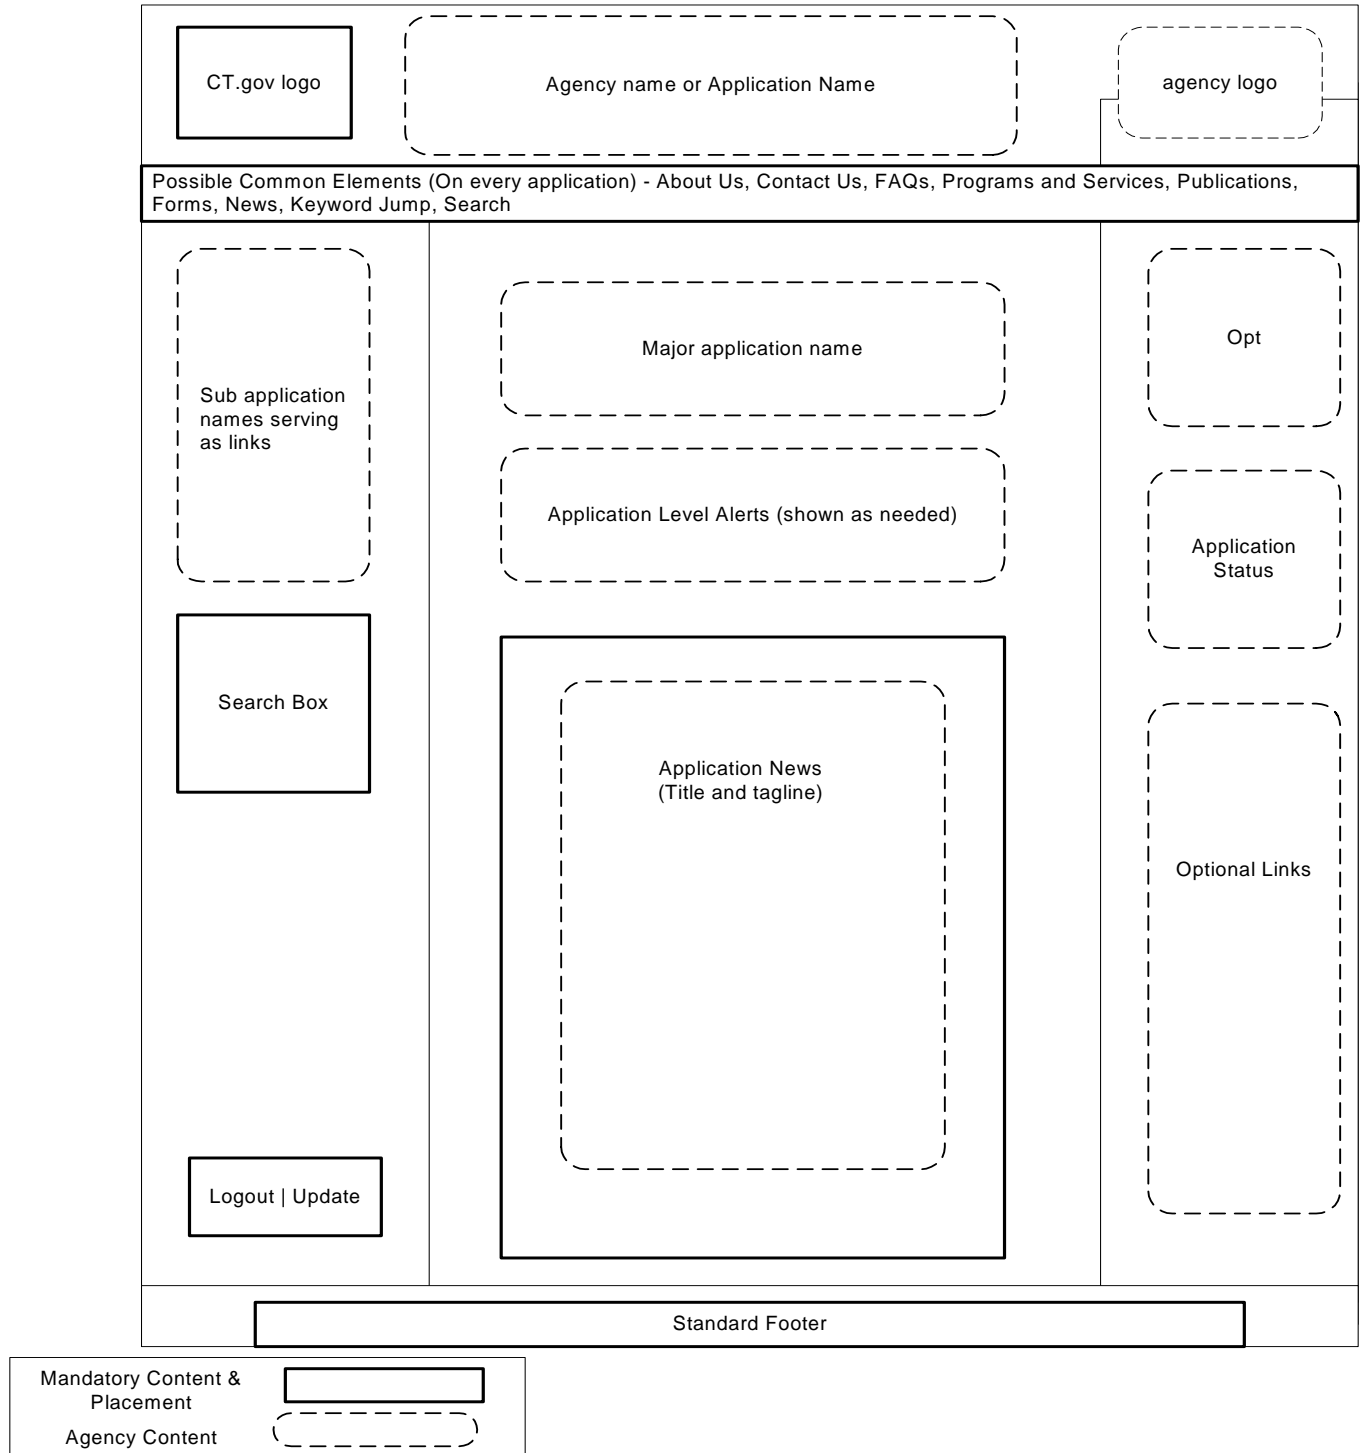 CT.gov logo
Agency name or Application Name
agency logo
Possible Common Elements (On every application) - About Us, Contact Us, FAQs, Programs and Services, Publications,
Forms, News, Keyword Jump, Search
Sub application
names serving
as links
Search Box
Logout | Update
Major application name
Application Level Alerts (shown as needed)
Application News
(Title and tagline)
Opt
Application
Status
Optional Links
Standard Footer
Mandatory Content &
Placement
Agency Content